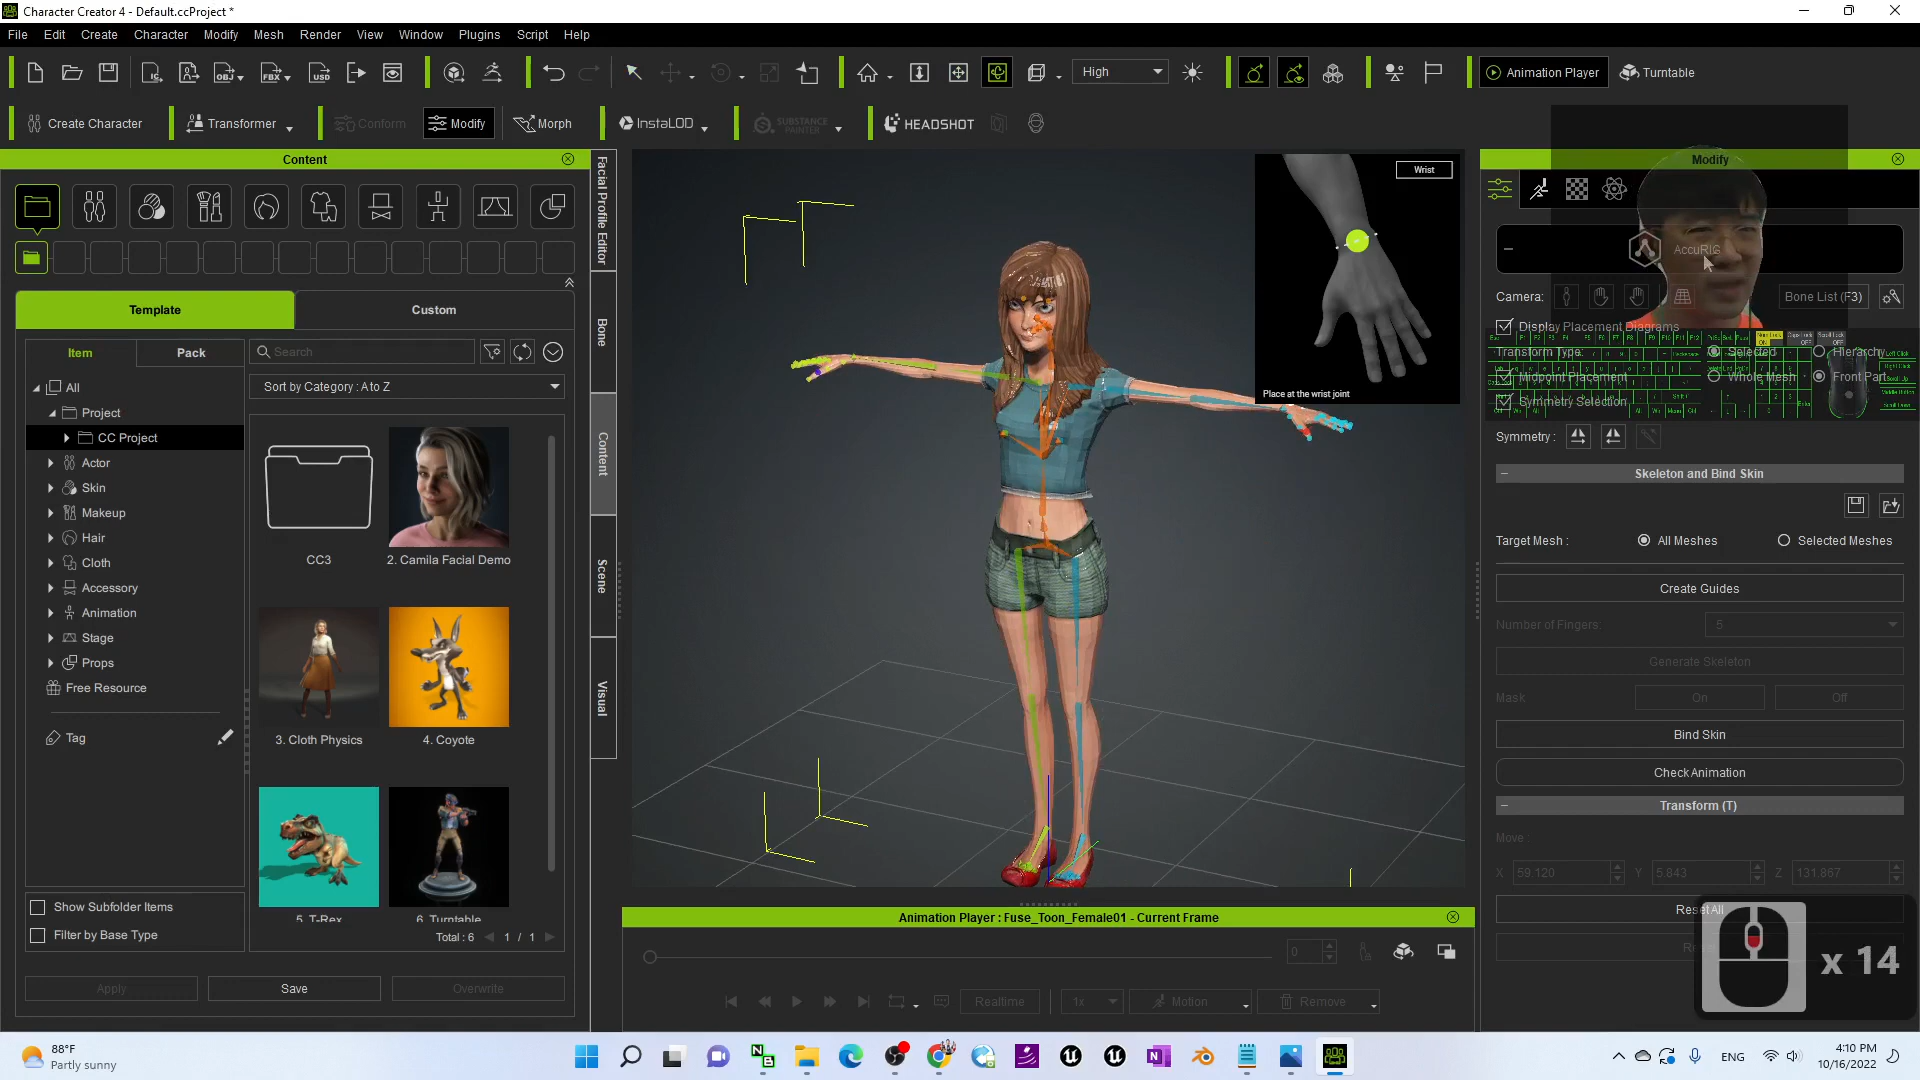 Character Creator 4 - Default.ccProject *
File Edit Create Character Modify Mesh Render View Window Plugins Script Help
High Animation Player Turntable
Create Character Transformer Conform Modify Morph InstaLOD SUBSTANCE PAINTER HEADSHOT
Content
Template Custom
Item Pack Search
Sort by Category : A to Z
All
Project
CC Project
Actor
Skin
Makeup
Hair
Cloth
Accessory
Animation
Stage
Props
Free Resource
Tag
CC3
2. Camila Facial Demo
3. Cloth Physics
4. Coyote
5. T-Rex
6. Turntable
Show Subfolder Items
Filter by Base Type
Total : 6 1 / 1
Apply Save Overwrite
Facial Profile Editor
Bone
Content
Scene
Visual
Wrist
Place at the wrist joint
Animation Player : Fuse_Toon_Female01 - Current Frame
0
Realtime 1x Motion Remove
Modify
AccuRIG
Camera: Bone List (F3)
Display Placement Diagrams
Transform Type: Selected Hierarchy
Midpoint Placement Whole Mesh Front Part
Symmetry Selection
Symmetry :
Skeleton and Bind Skin
Target Mesh : All Meshes Selected Meshes
Create Guides
Number of Fingers: 5
Generate Skeleton
Mask On Off
Bind Skin
Check Animation
Transform (T)
Move :
X 59.120 Y 5.843 Z 131.867
Reset All
x 14
88°F
Partly sunny
ENG
4:10 PM
10/16/2022